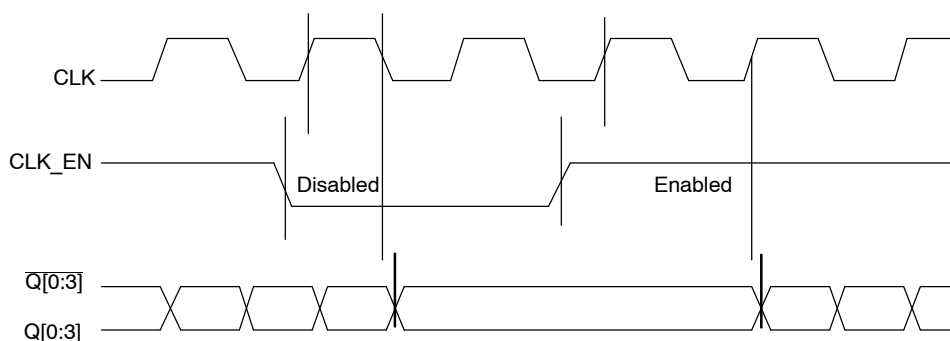 CLK
CLK_EN
Disabled
Enabled
Q[0:3]
Q[0:3]